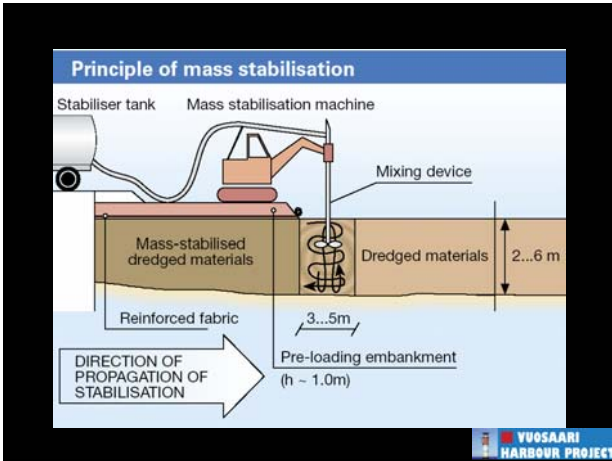 Principle of mass stabilisation
Stabiliser tank
Mass stabilisation machine
Mixing device
Mass-stabilised
dredged materials
Dredged materials
2...6 m
Reinforced fabric
3...5m
Pre-loading embankment
(h ~ 1.0m)
DIRECTION OF
PROPAGATION OF
STABILISATION
VUOSAARI
HARBOUR PROJECT